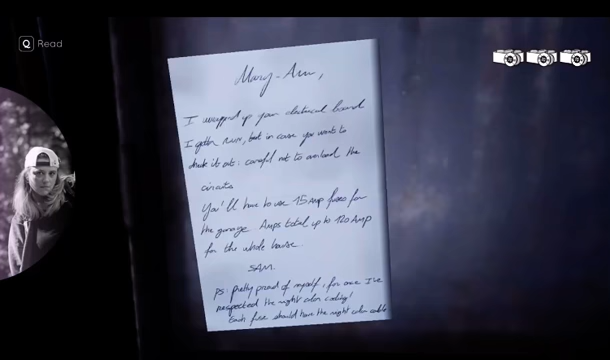 Q Read
Mary-Ann,
I wrapped up your electrical board
I gotta run, but in case you want to
check it out: careful not to overload the
circuits
You'll have to use 15 Amp fuses for
the garage. Amps total up to 120 AMP
for the whole house.
SAM.
PS: pretty proud of myself, for once I've
respected the right color coding!
Each fuse should have the right color cable